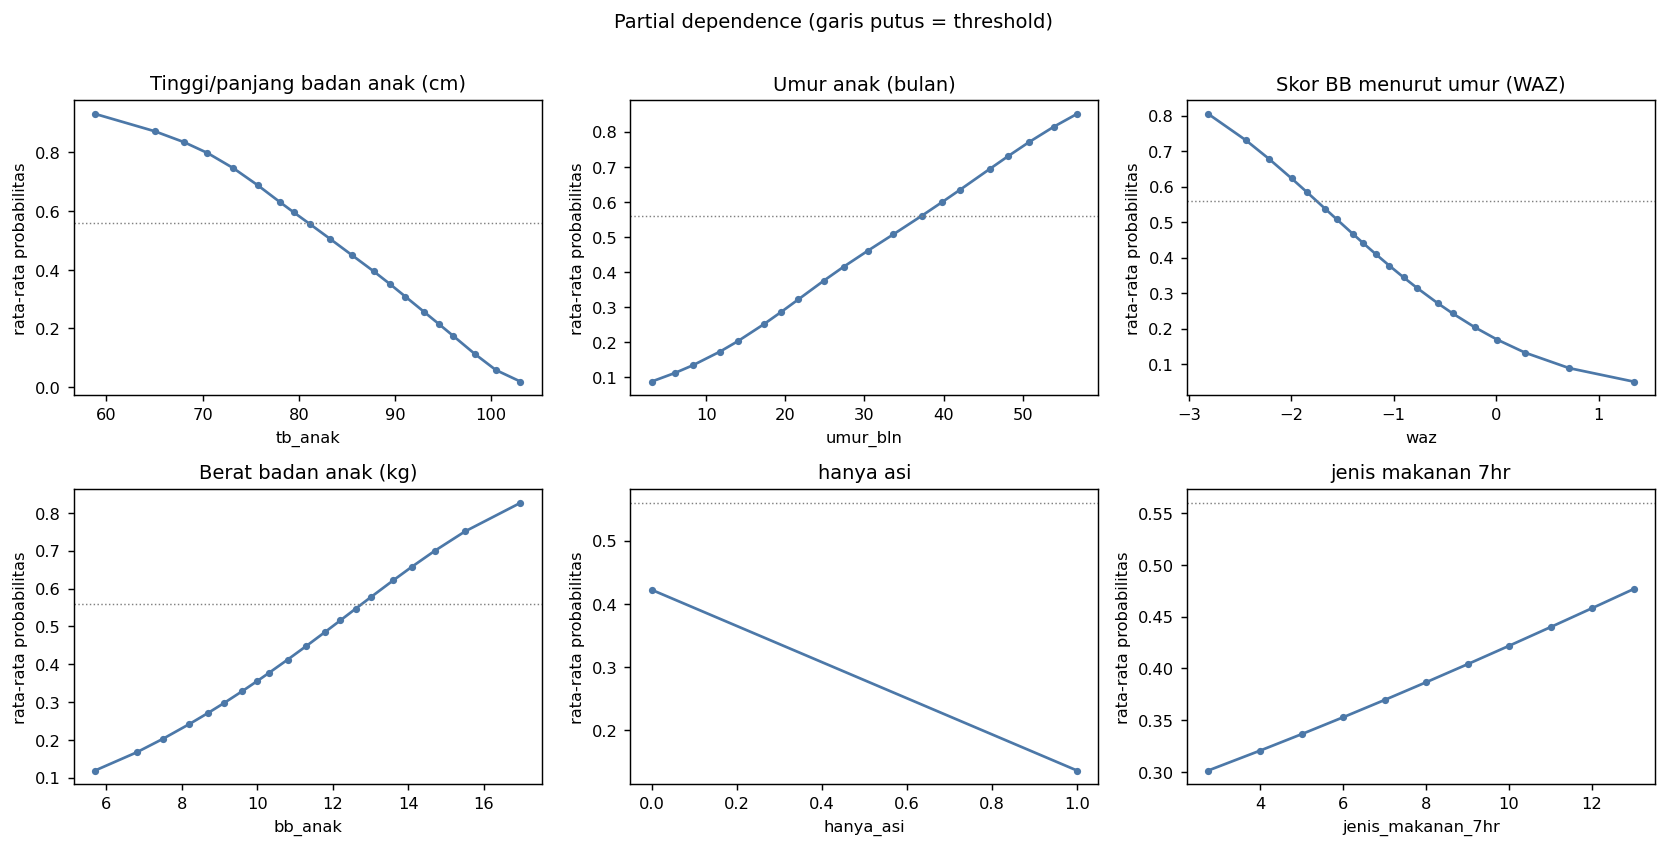 Partial dependence (garis putus = threshold)
Tinggi/panjang badan anak (cm)
rata-rata probabilitas
0.8
0.6
0.4
0.2
0.0
60 70 80 90 100
tb_anak
Umur anak (bulan)
rata-rata probabilitas
0.8
0.7
0.6
0.5
0.4
0.3
0.2
0.1
10 20 30 40 50
umur_bln
Skor BB menurut umur (WAZ)
rata-rata probabilitas
0.8
0.7
0.6
0.5
0.4
0.3
0.2
0.1
−3 −2 −1 0 1
waz
Berat badan anak (kg)
rata-rata probabilitas
0.8
0.7
0.6
0.5
0.4
0.3
0.2
0.1
6 8 10 12 14 16
bb_anak
hanya asi
rata-rata probabilitas
0.5
0.4
0.3
0.2
0.0 0.2 0.4 0.6 0.8 1.0
hanya_asi
jenis makanan 7hr
rata-rata probabilitas
0.55
0.50
0.45
0.40
0.35
0.30
4 6 8 10 12
jenis_makanan_7hr